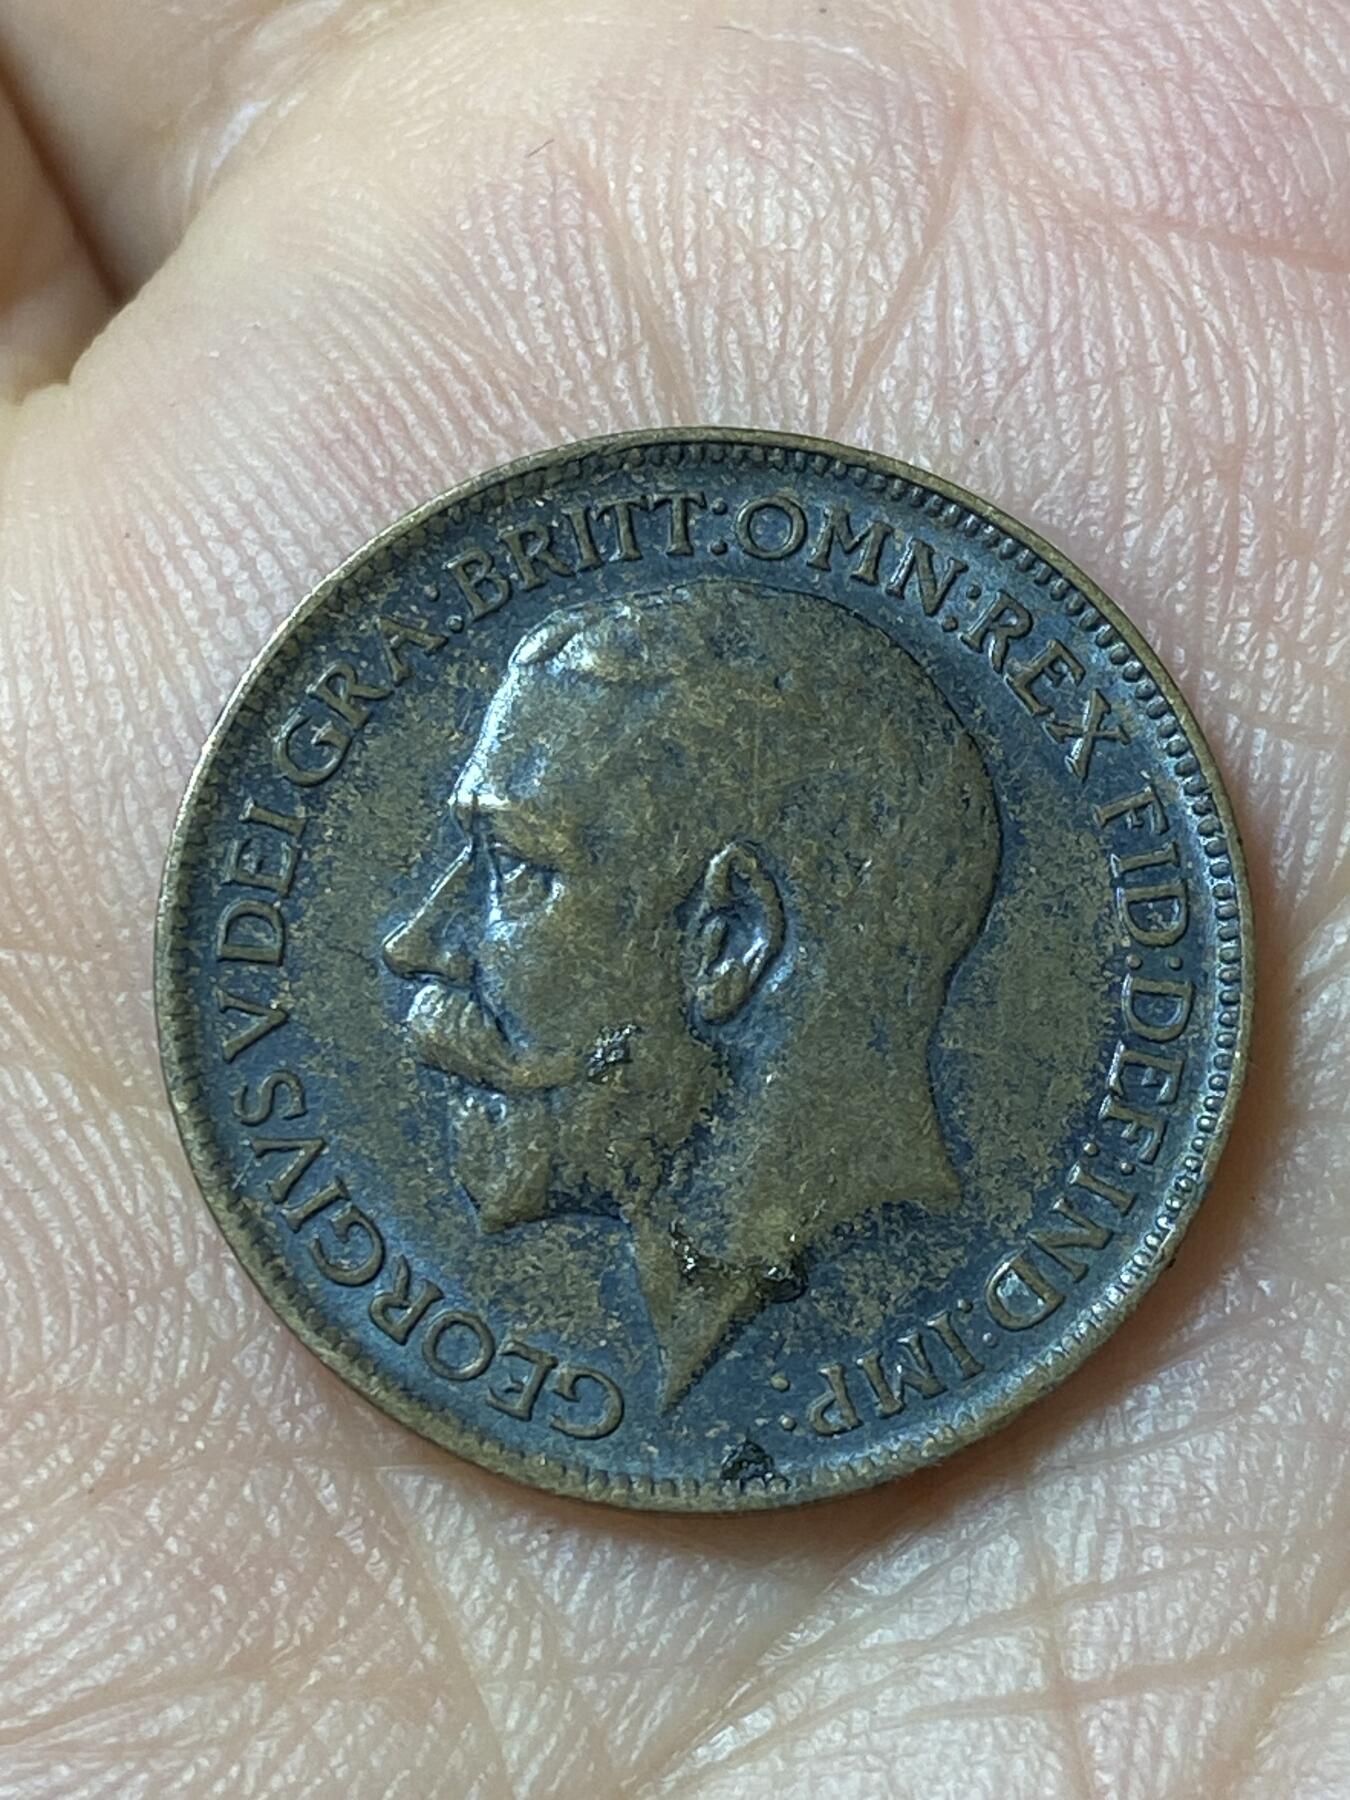 GEORGIVS V DEI GRA: BRITT: OMN: REX FID: DEF: IND: IMP: